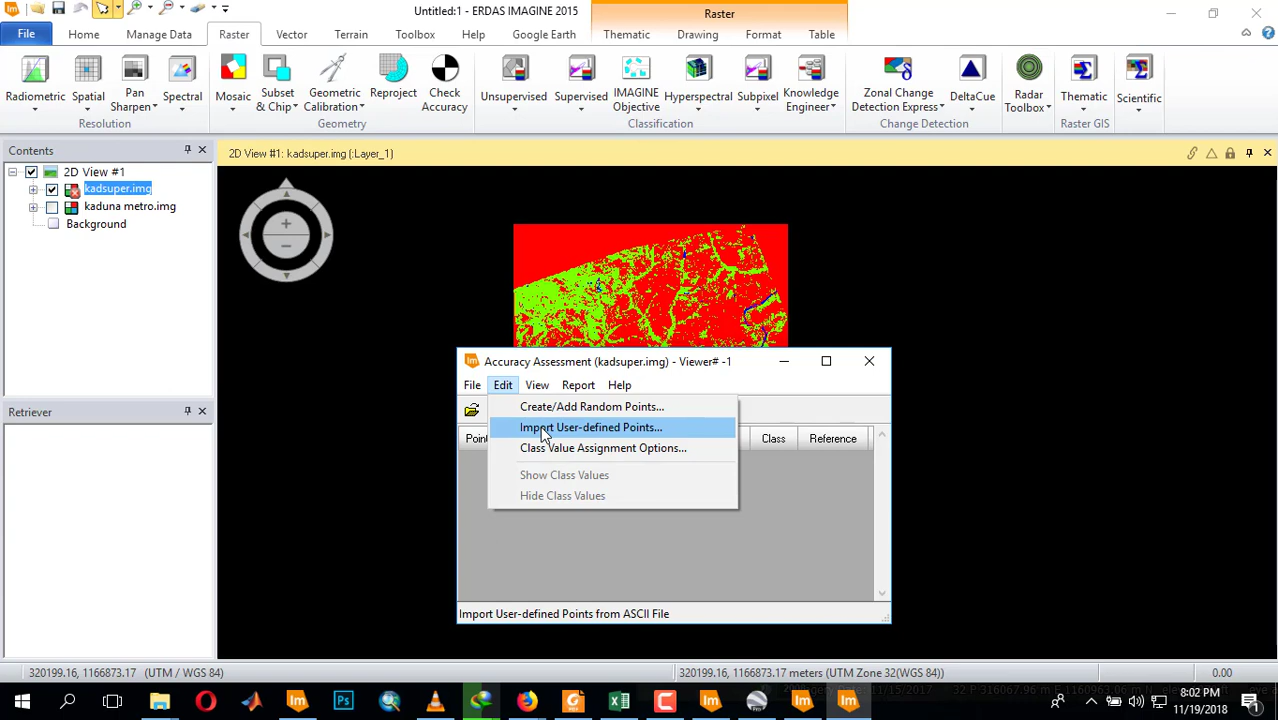 Untitled:1 - ERDAS IMAGINE 2015
Raster
File
Home
Manage Data
Raster
Vector
Terrain
Toolbox
Help
Google Earth
Thematic
Drawing
Format
Table
Radiometric
Spatial
Pan
Sharpen
Spectral
Mosaic
Subset
& Chip
Geometric
Calibration
Reproject
Check
Accuracy
Unsupervised
Supervised
IMAGINE
Objective
Hyperspectral
Subpixel
Knowledge
Engineer
Zonal Change
Detection Express
DeltaCue
Radar
Toolbox
Thematic
Scientific
Resolution
Geometry
Classification
Change Detection
Raster GIS
Contents
2D View #1: kadsuper.img (:Layer_1)
2D View #1
kadsuper.img
kaduna metro.img
Background
Accuracy Assessment (kadsuper.img) - Viewer# -1
File
Edit
View
Report
Help
Create/Add Random Points...
Import User-defined Points...
Class Value Assignment Options...
Show Class Values
Hide Class Values
Point
Class
Reference
Retriever
Import User-defined Points from ASCII File
320199.16, 1166873.17 (UTM / WGS 84)
320199.16, 1166873.17 meters (UTM Zone 32(WGS 84))
0.00
8:02 PM
11/19/2018